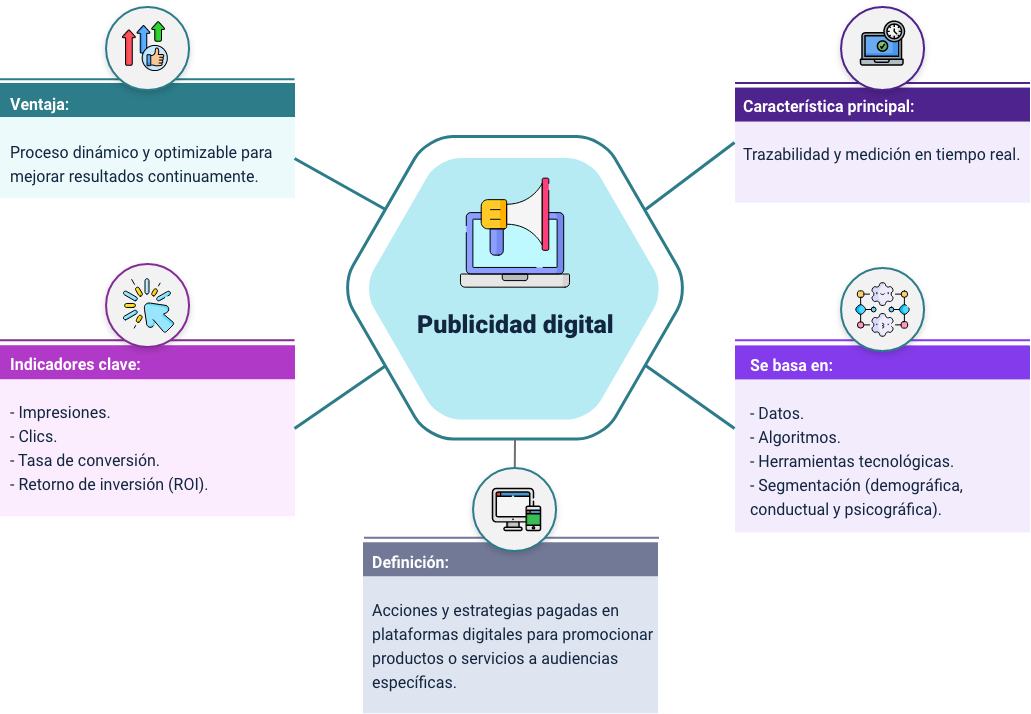 Ventaja:
Proceso dinámico y optimizable para
mejorar resultados continuamente.
Característica principal:
Trazabilidad y medición en tiempo real.
Publicidad digital
Indicadores clave:
- Impresiones.
- Clics.
- Tasa de conversión.
- Retorno de inversión (ROI).
Se basa en:
- Datos.
- Algoritmos.
- Herramientas tecnológicas.
- Segmentación (demográfica,
conductual y psicográfica).
Definición:
Acciones y estrategias pagadas en
plataformas digitales para promocionar
productos o servicios a audiencias
específicas.